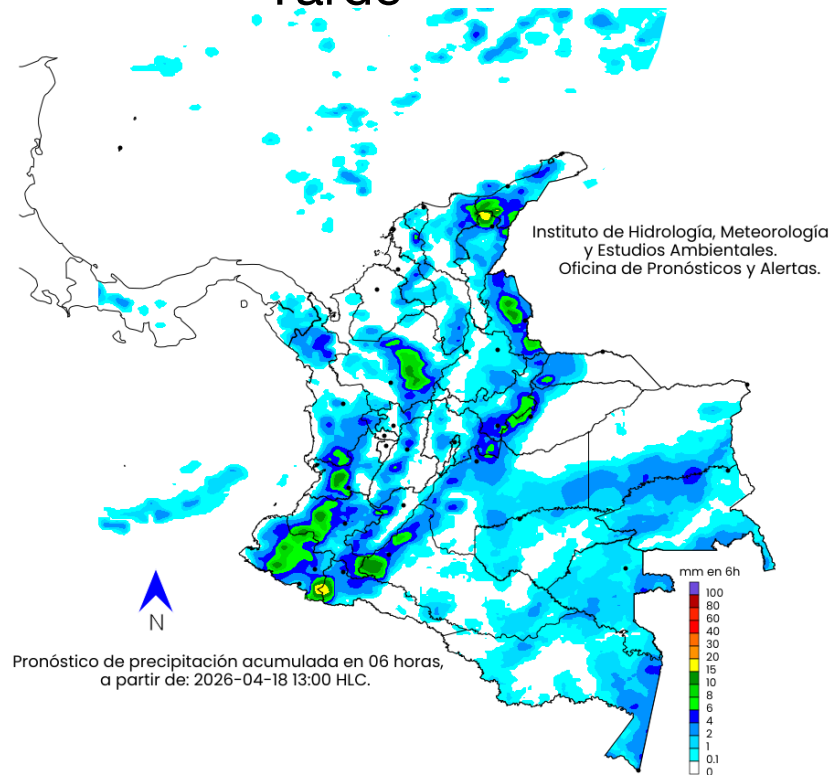 Tarde
Instituto de Hidrología, Meteorología
y Estudios Ambientales.
Oficina de Pronósticos y Alertas.
N
Pronóstico de precipitación acumulada en 06 horas,
a partir de: 2026-04-18 13:00 HLC.
mm en 6h
100
80
60
40
30
20
15
10
8
6
4
2
1
0.1
0